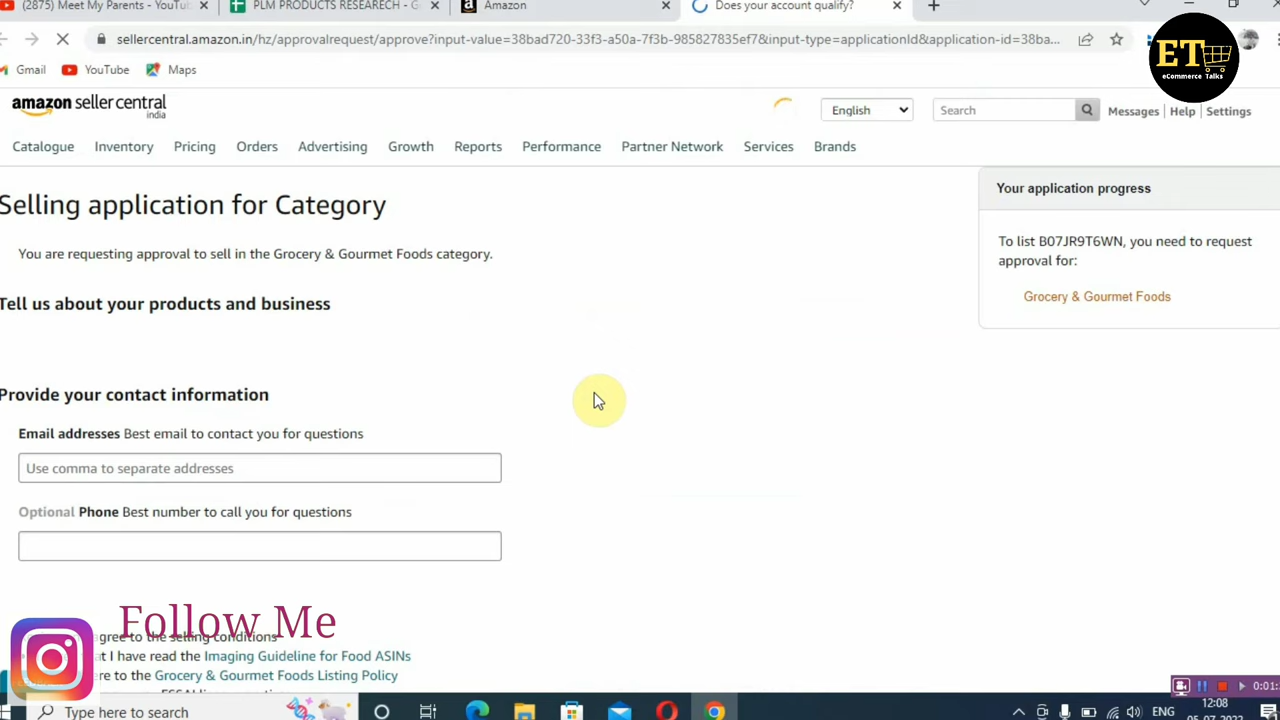 (2875) Meet My Parents - YouTu
PLM PRODUCTS RESEARECH - G
Amazon
Does your account qualify?
sellercentral.amazon.in/hz/approvalrequest/approve?input-value=38bad720-33f3-a50a-7f3b-985827835ef7&input-type=applicationId&application-id=38ba...
Gmail YouTube Maps
ET
eCommerce Talks
amazon seller central
india
English
Search
Messages | Help | Settings
Catalogue Inventory Pricing Orders Advertising Growth Reports Performance Partner Network Services Brands
Selling application for Category
You are requesting approval to sell in the Grocery & Gourmet Foods category.
Tell us about your products and business
Your application progress
To list B07JR9T6WN, you need to request
approval for:
Grocery & Gourmet Foods
Provide your contact information
Email addresses Best email to contact you for questions
Use comma to separate addresses
Optional Phone Best number to call you for questions
Follow Me
gree to the selling conditions
t I have read the Imaging Guideline for Food ASINs
ere to the Grocery & Gourmet Foods Listing Policy
Type here to search
0:01:
ENG
12:08
05-07-2022